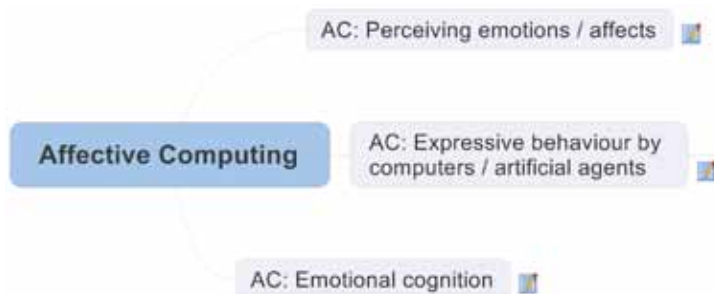 AC: Perceiving emotions / affects
Affective Computing
AC: Expressive behaviour by
computers / artificial agents
AC: Emotional cognition